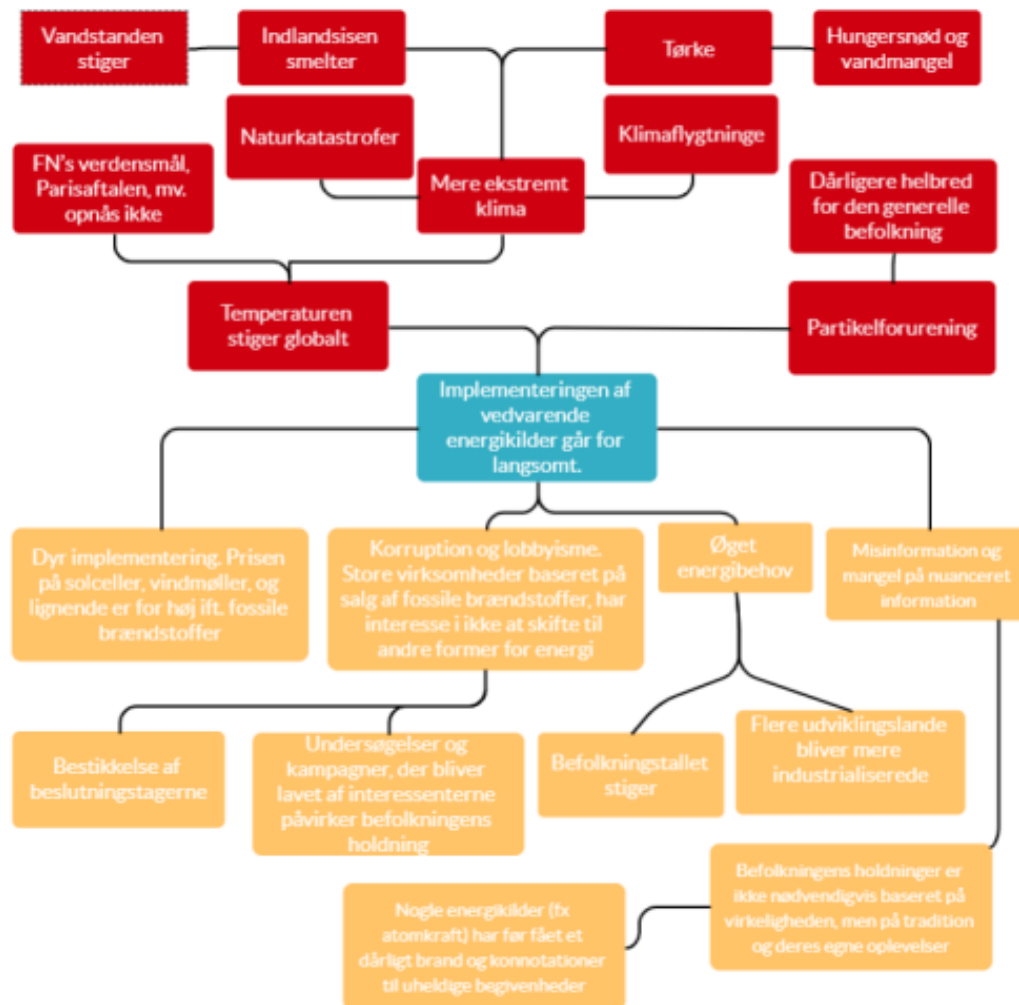 Vandstanden
stiger
Indlandsisen
smelter
Tørke
Hungersnød og
vandmangel
Naturkatastrofer
Klimaflygtninge
FN's verdensmål,
Parisaftalen, mv.
opnås ikke
Mere ekstremt
klima
Dårligere helbred
for den generelle
befolkning
Temperaturen
stiger globalt
Partikelforurening
Implementeringen af
vedvarende
energikilder går for
langsomt.
Dyr implementering. Prisen
på solceller, vindmøller, og
lignende er for høj ift. fossile
brændstoffer
Korruption og lobbyisme.
Store virksomheder baseret på
salg af fossile brændstoffer, har
interesse i ikke at skifte til
andre former for energi
Øget
energibehov
Misinformation og
mangel på nuanceret
information
Bestikkelse af
beslutningstagerne
Undersøgelser og
kampagner, der bliver
lavet af interessenterne
påvirker befolkningens
holdning
Befolkningstallet
stiger
Flere udviklingslande
bliver mere
industrialiserede
Befolkningens holdninger er
ikke nødvendigvis baseret på
virkeligheden, men på tradition
og deres egne oplevelser
Nogle energikilder (fx
atomkraft) har før fået et
dårligt brand og konnotationer
til uheldige begivenheder